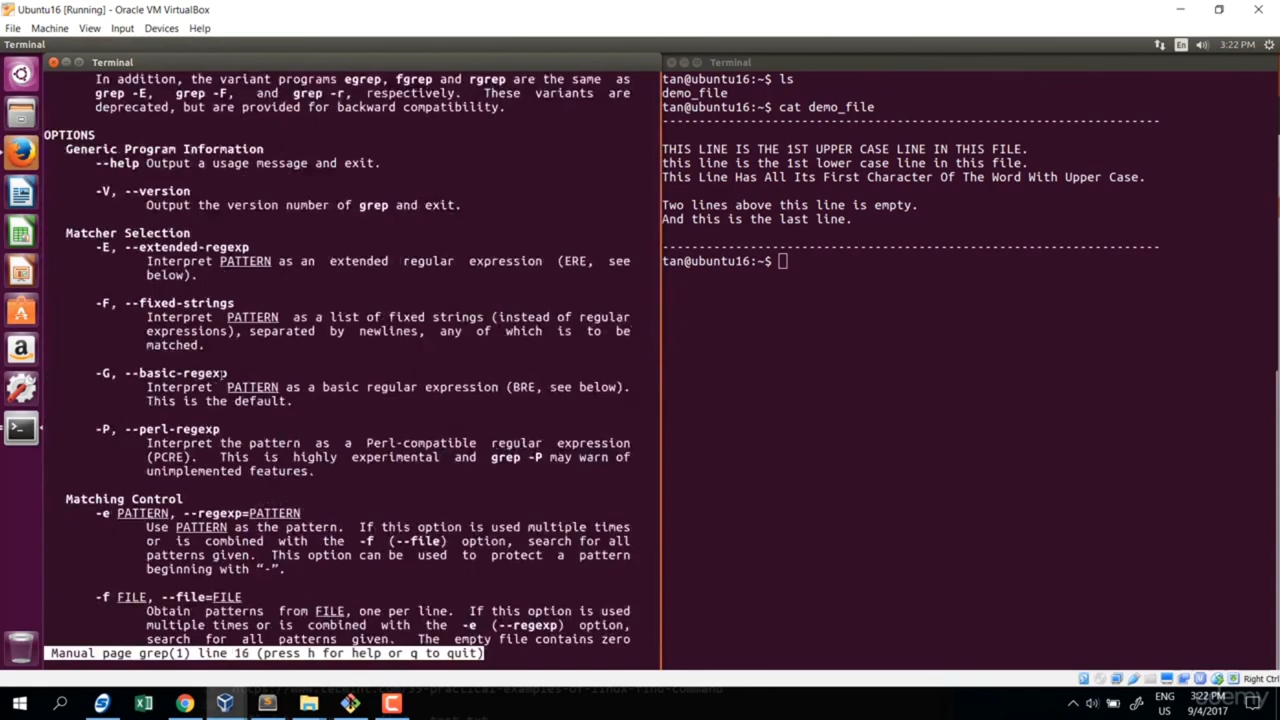 Ubuntu16 [Running] - Oracle VM VirtualBox
File Machine View Input Devices Help
Terminal
En
3:22 PM
Terminal
In addition, the variant programs egrep, fgrep and rgrep are the same as
grep -E, grep -F, and grep -r, respectively. These variants are
deprecated, but are provided for backward compatibility.
OPTIONS
Generic Program Information
--help Output a usage message and exit.
-V, --version
Output the version number of grep and exit.
Matcher Selection
-E, --extended-regexp
Interpret PATTERN as an extended regular expression (ERE, see
below).
-F, --fixed-strings
Interpret PATTERN as a list of fixed strings (instead of regular
expressions), separated by newlines, any of which is to be
matched.
-G, --basic-regexp
Interpret PATTERN as a basic regular expression (BRE, see below).
This is the default.
-P, --perl-regexp
Interpret the pattern as a Perl-compatible regular expression
(PCRE). This is highly experimental and grep -P may warn of
unimplemented features.
Matching Control
-e PATTERN, --regexp=PATTERN
Use PATTERN as the pattern. If this option is used multiple times
or is combined with the -f (--file) option, search for all
patterns given. This option can be used to protect a pattern
beginning with “-”.
-f FILE, --file=FILE
Obtain patterns from FILE, one per line. If this option is used
multiple times or is combined with the -e (--regexp) option,
search for all patterns given. The empty file contains zero
Manual page grep(1) line 16 (press h for help or q to quit)
Terminal
tan@ubuntu16:~$ ls
demo_file
tan@ubuntu16:~$ cat demo_file
--------------------------------------------------------------------
THIS LINE IS THE 1ST UPPER CASE LINE IN THIS FILE.
this line is the 1st lower case line in this file.
This Line Has All Its First Character Of The Word With Upper Case.
Two lines above this line is empty.
And this is the last line.
--------------------------------------------------------------------
tan@ubuntu16:~$
Right Ctrl
ENG
US
3:22 PM
9/4/2017
udemy